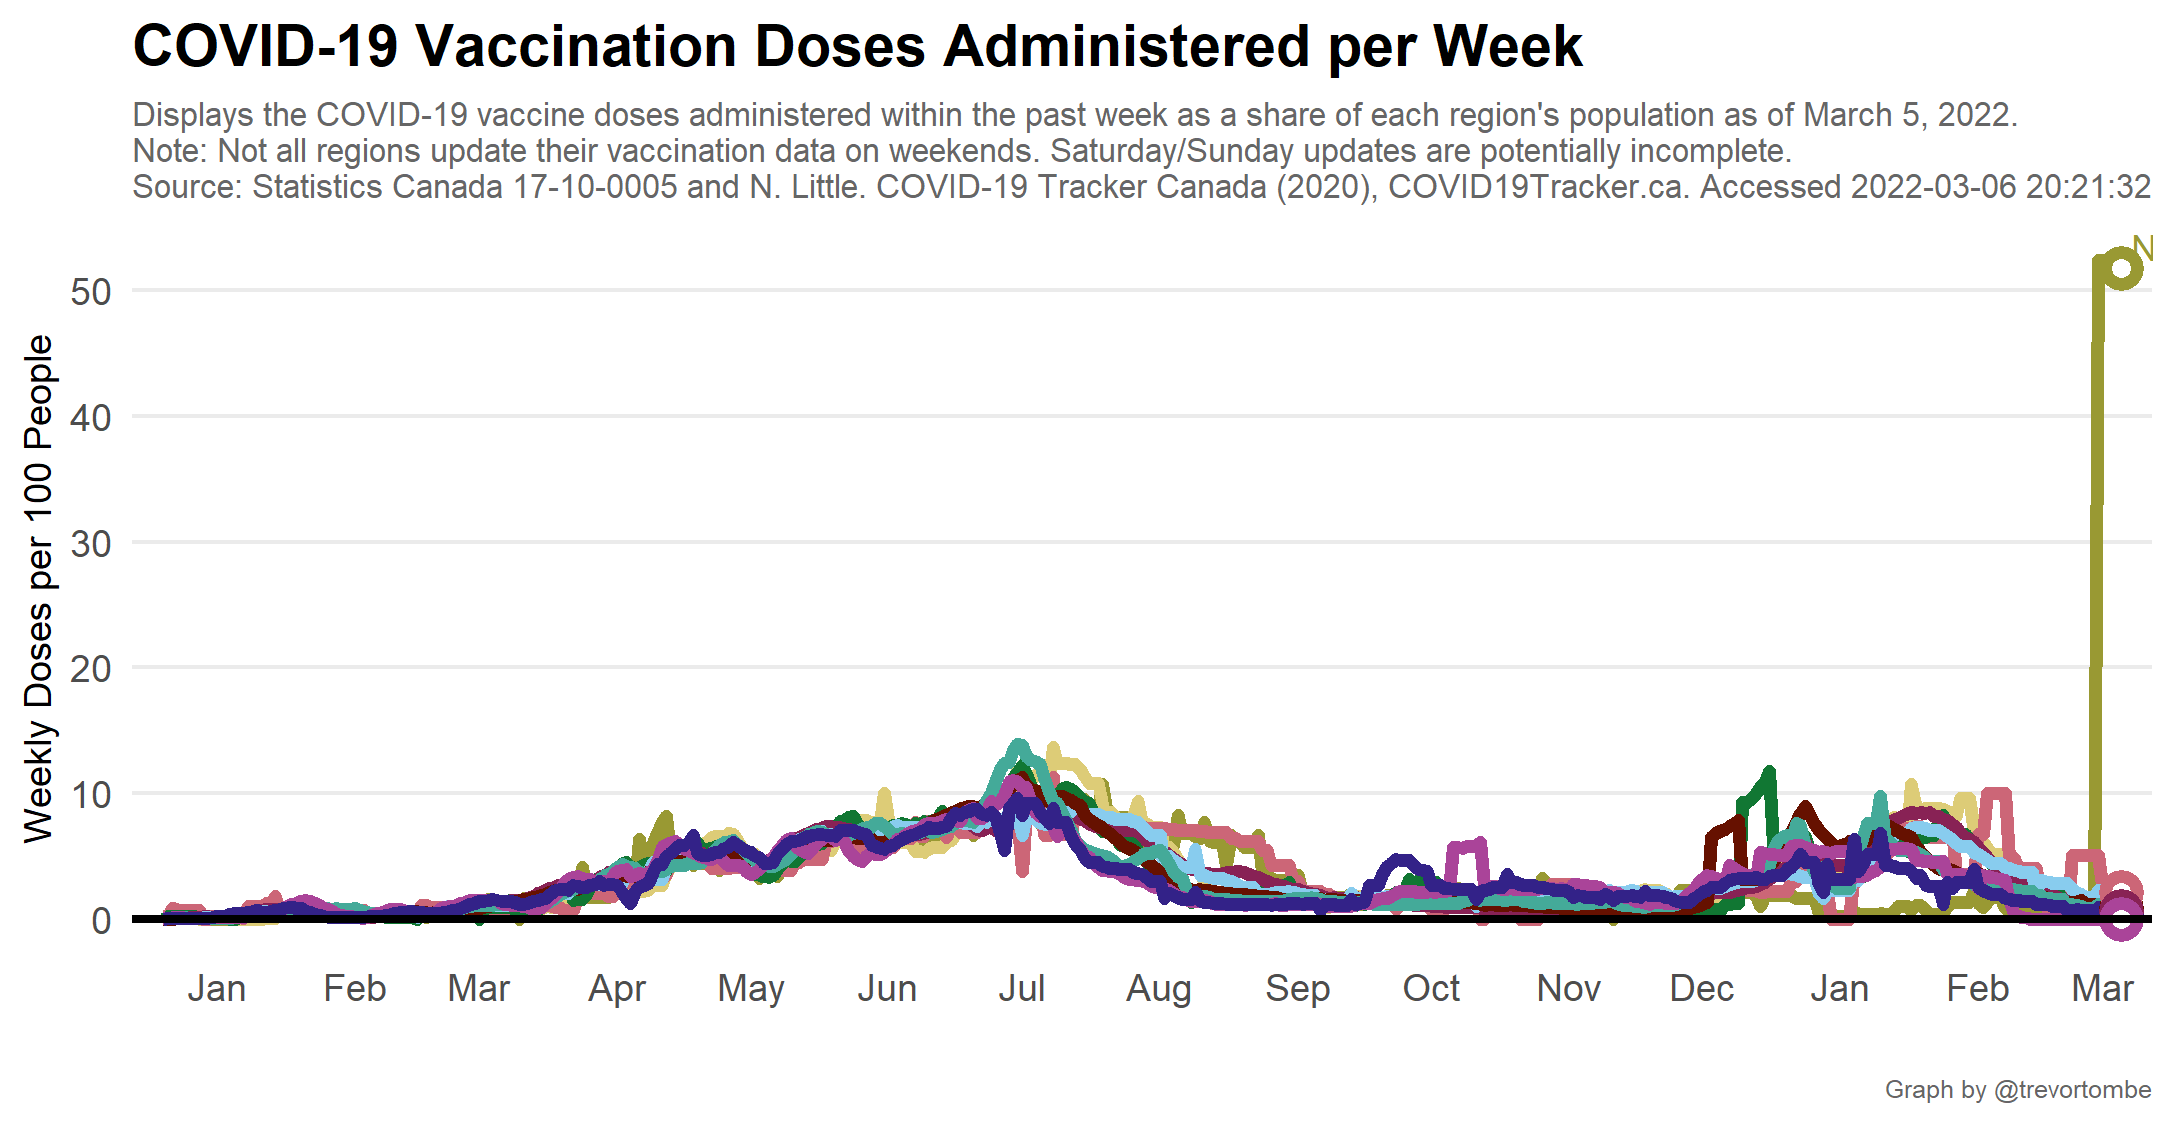 COVID-19 Vaccination Doses Administered per Week
Displays the COVID-19 vaccine doses administered within the past week as a share of each region's population as of March 5, 2022.
Note: Not all regions update their vaccination data on weekends. Saturday/Sunday updates are potentially incomplete.
Source: Statistics Canada 17-10-0005 and N. Little. COVID-19 Tracker Canada (2020), COVID19Tracker.ca. Accessed 2022-03-06 20:21:32
N
Weekly Doses per 100 People
50
40
30
20
10
0
Jan Feb Mar Apr May Jun Jul Aug Sep Oct Nov Dec Jan Feb Mar
Graph by @trevortombe